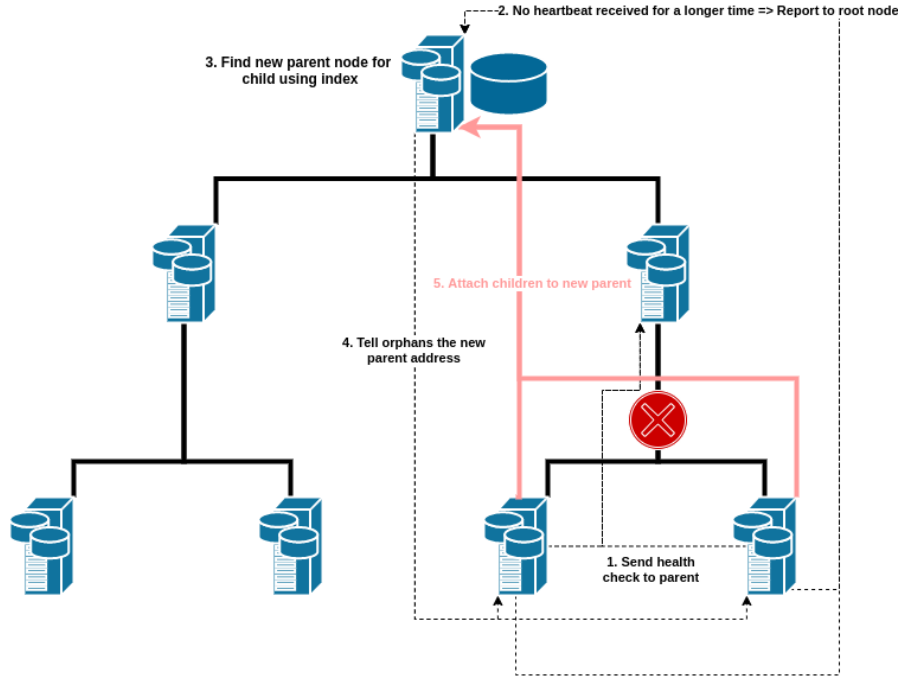 2. No heartbeat received for a longer time => Report to root node
3. Find new parent node for
child using index
5. Attach children to new parent
4. Tell orphans the new
parent address
1. Send health
check to parent